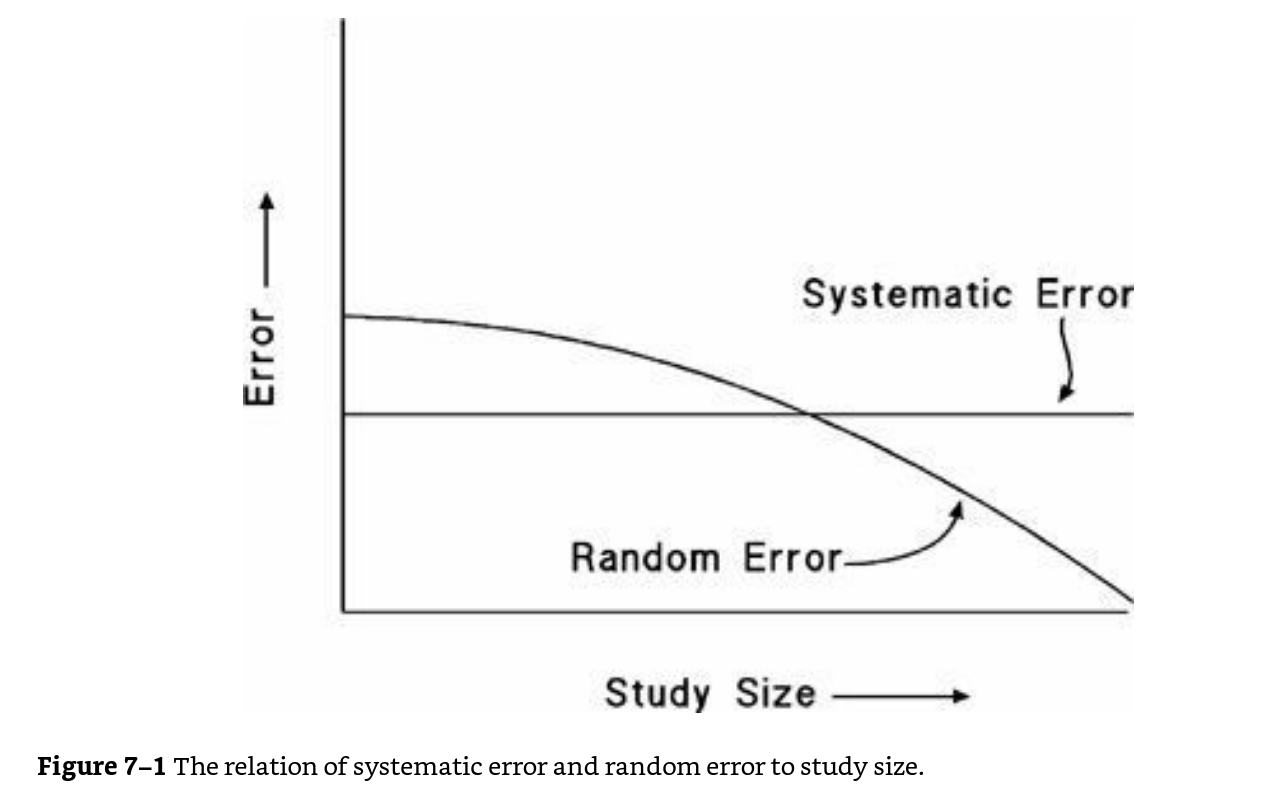 Error
Systematic Error
Random Error
Study Size
Figure 7–1 The relation of systematic error and random error to study size.